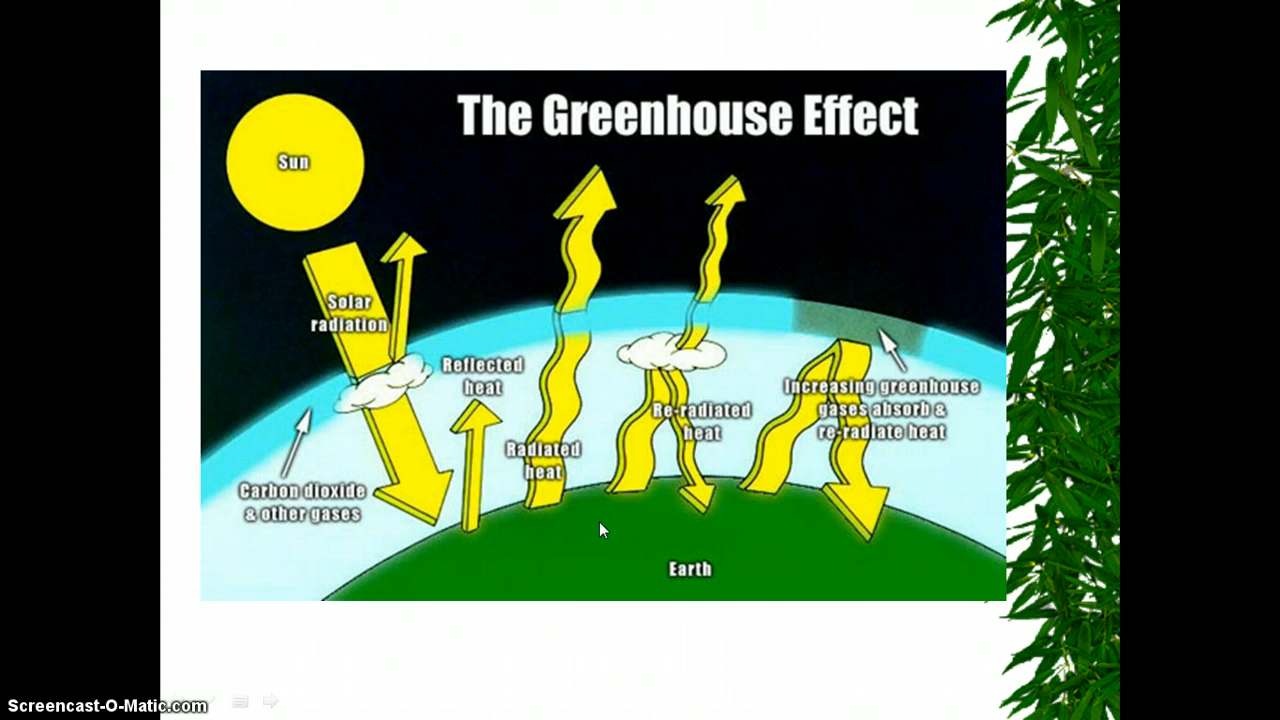 The Greenhouse Effect
Sun
Solar
radiation
Reflected
heat
Radiated
heat
Re-radiated
heat
Increasing greenhouse
gases absorb &
re-radiate heat
Carbon dioxide
& other gases
Earth
Screencast-O-Matic.com